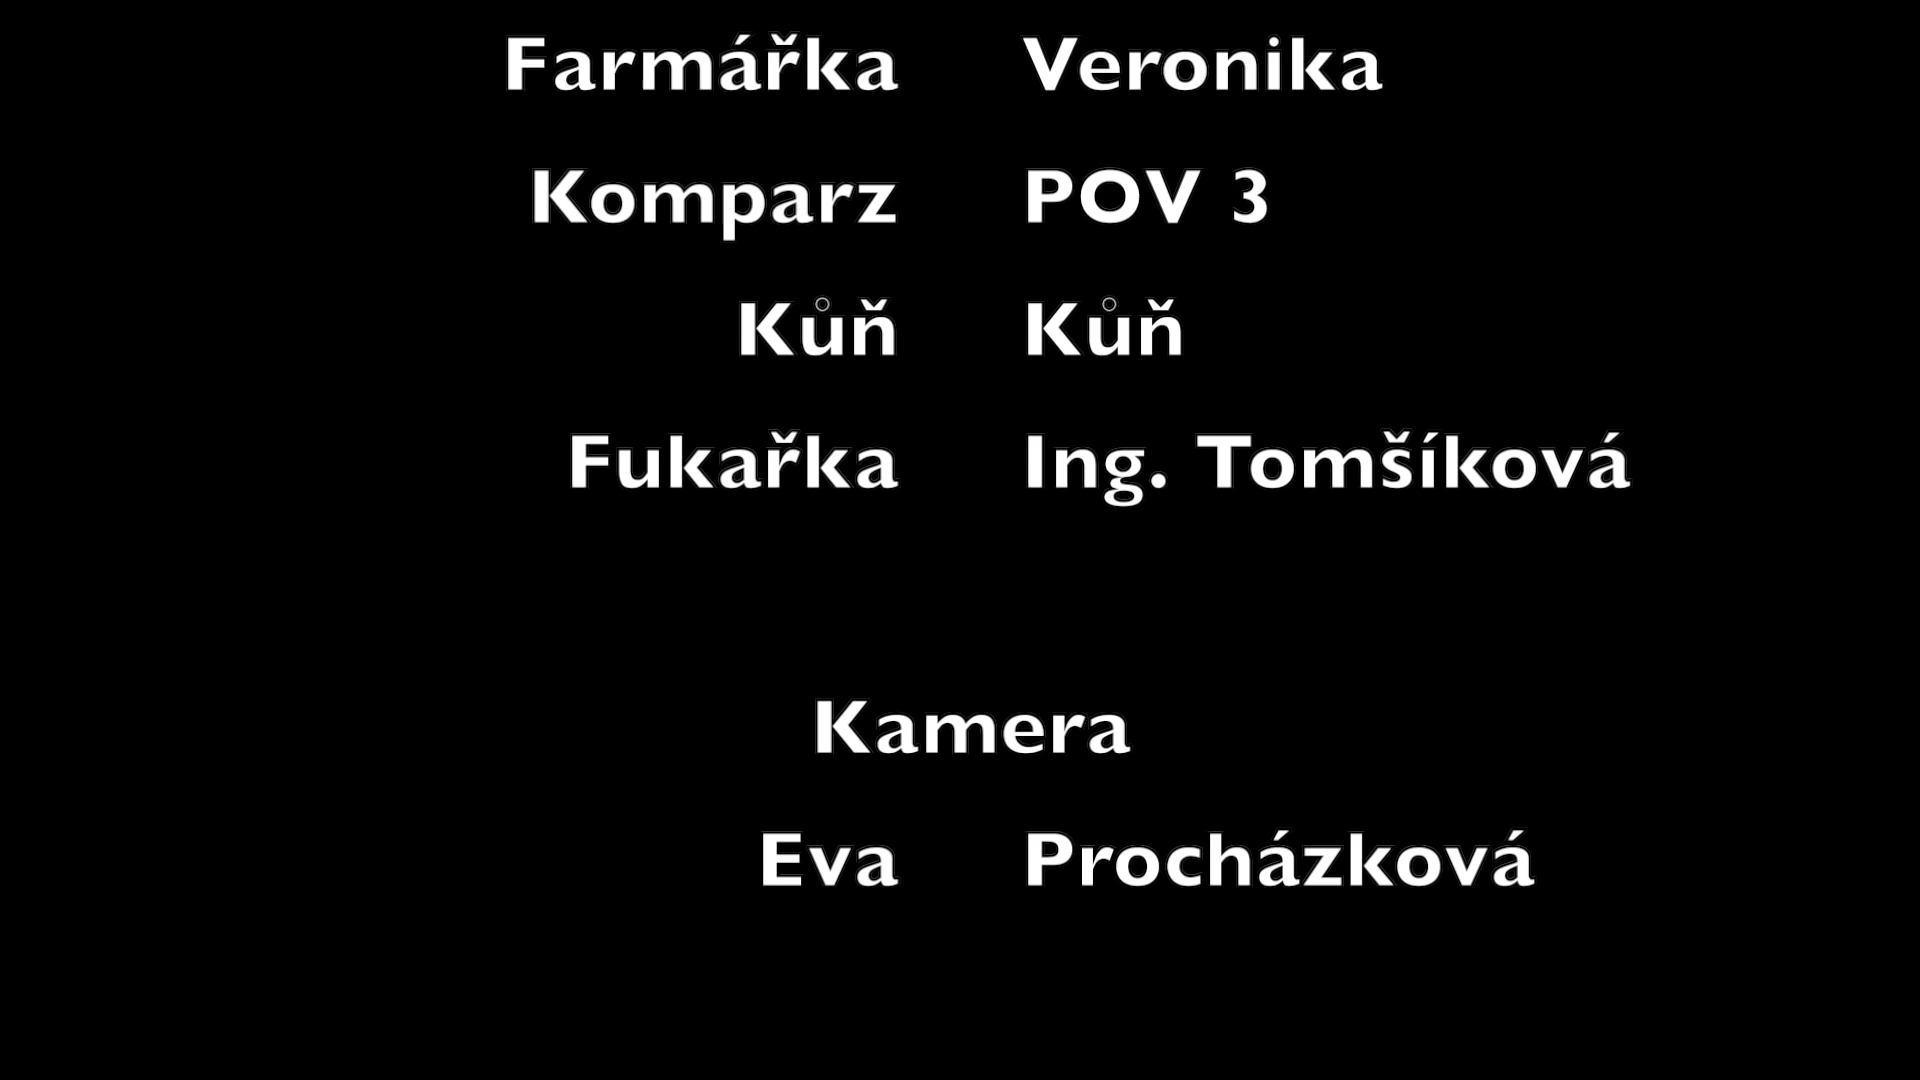 Farmářka Veronika
Komparz POV 3
Kůň Kůň
Fukařka Ing. Tomšíková
Kamera
Eva Procházková